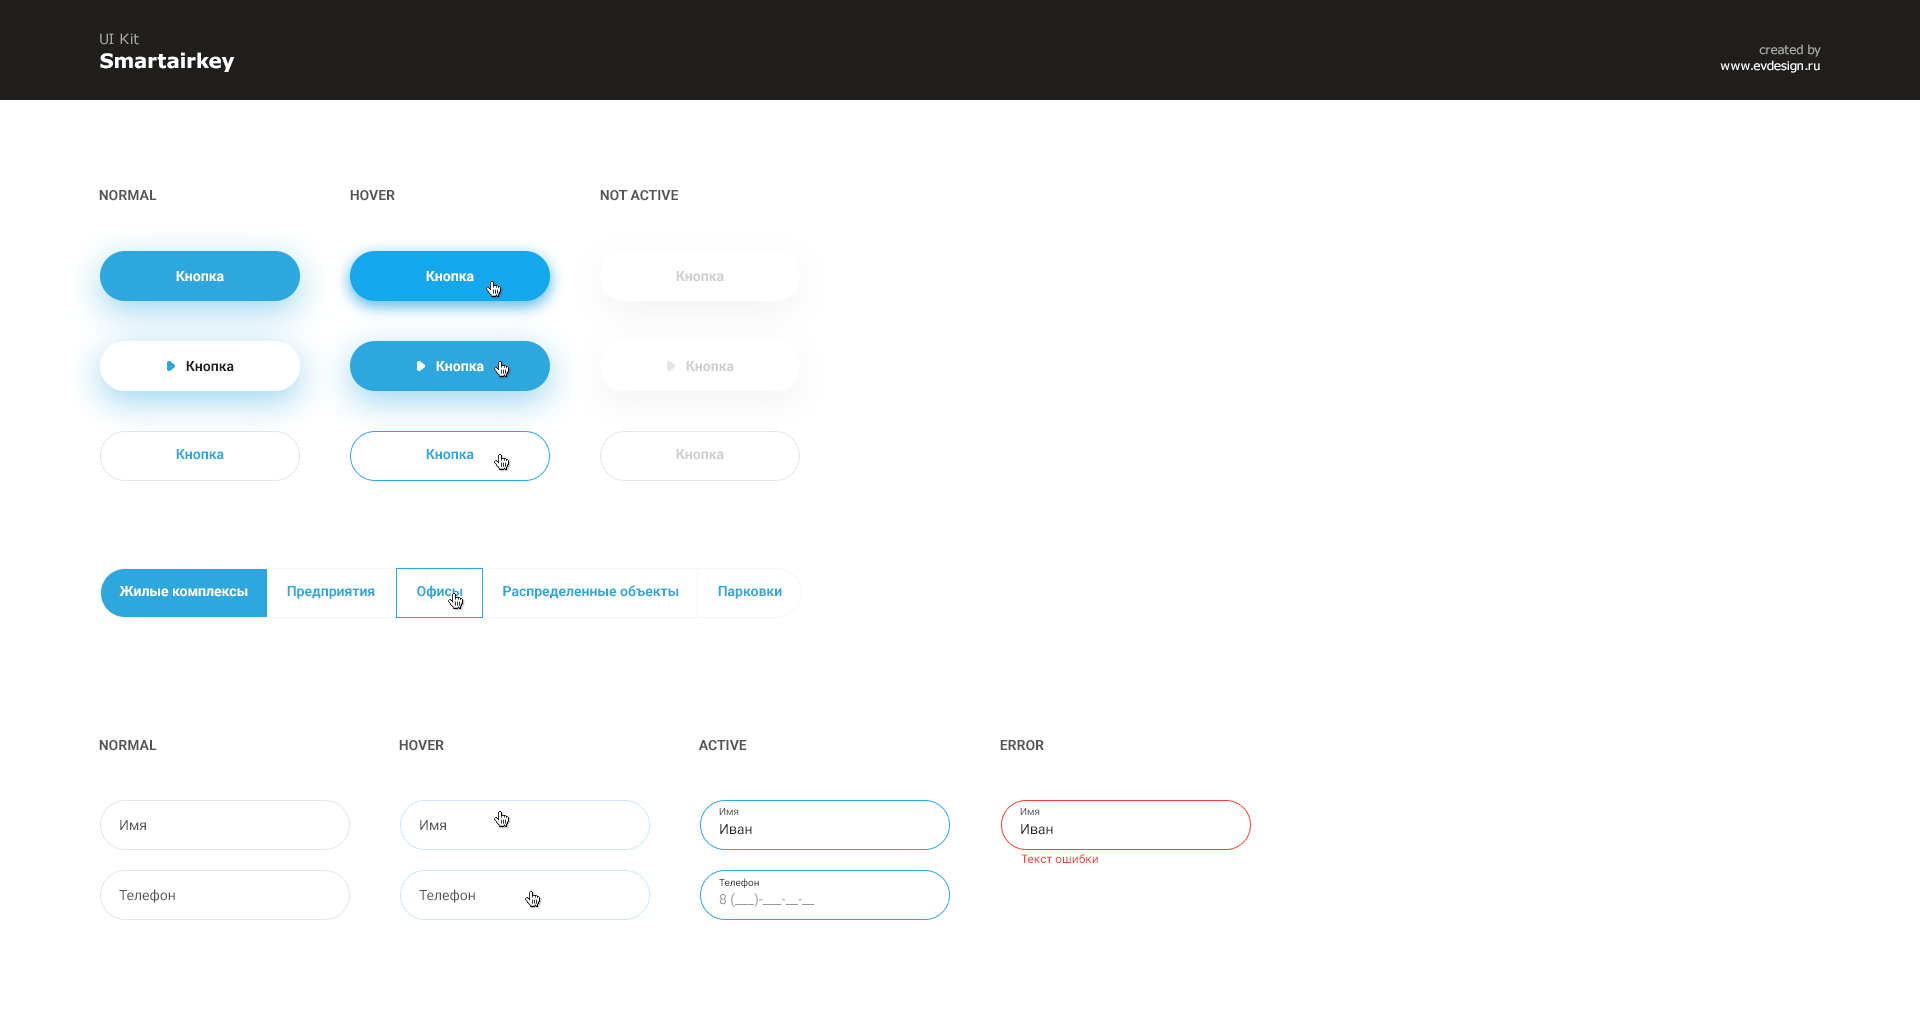 UI Kit
Smartairkey
created by
www.evdesign.ru
NORMAL HOVER NOT ACTIVE
Кнопка Кнопка Кнопка
Кнопка Кнопка Кнопка
Кнопка Кнопка Кнопка
Жилые комплексы Предприятия Офисы Распределенные объекты Парковки
NORMAL HOVER ACTIVE ERROR
Имя Имя Имя Имя
Иван Иван
Текст ошибки
Телефон Телефон Телефон
8 (___)-___-__-__